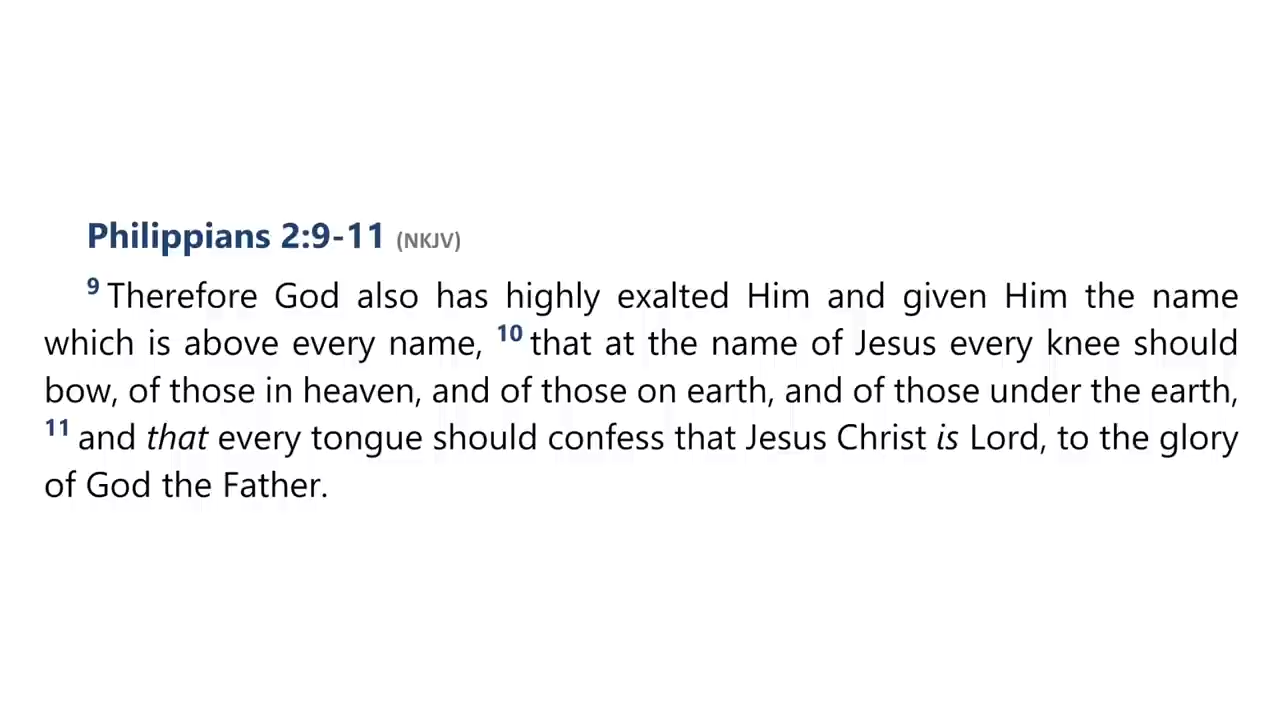 Philippians 2:9-11 (NKJV)
9 Therefore God also has highly exalted Him and given Him the name
which is above every name, 10 that at the name of Jesus every knee should
bow, of those in heaven, and of those on earth, and of those under the earth,
11 and that every tongue should confess that Jesus Christ is Lord, to the glory
of God the Father.